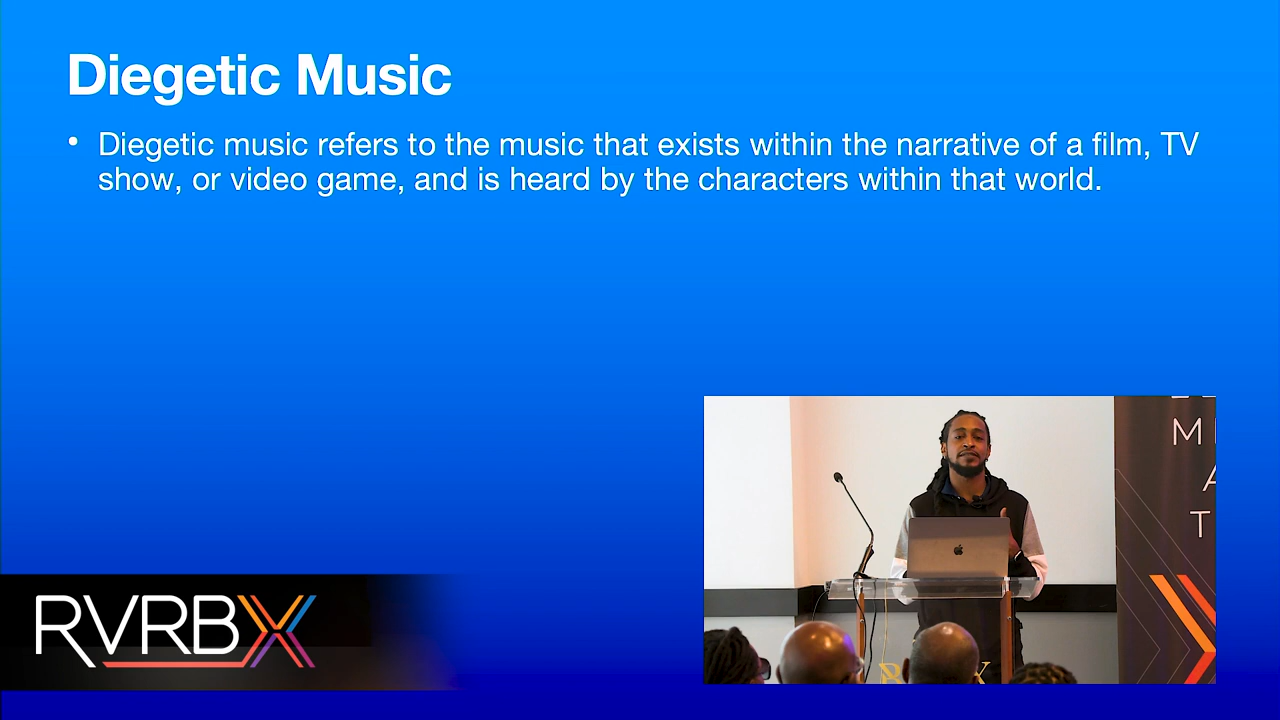 Diegetic Music
• Diegetic music refers to the music that exists within the narrative of a film, TV
show, or video game, and is heard by the characters within that world.
RVRBX
M
T